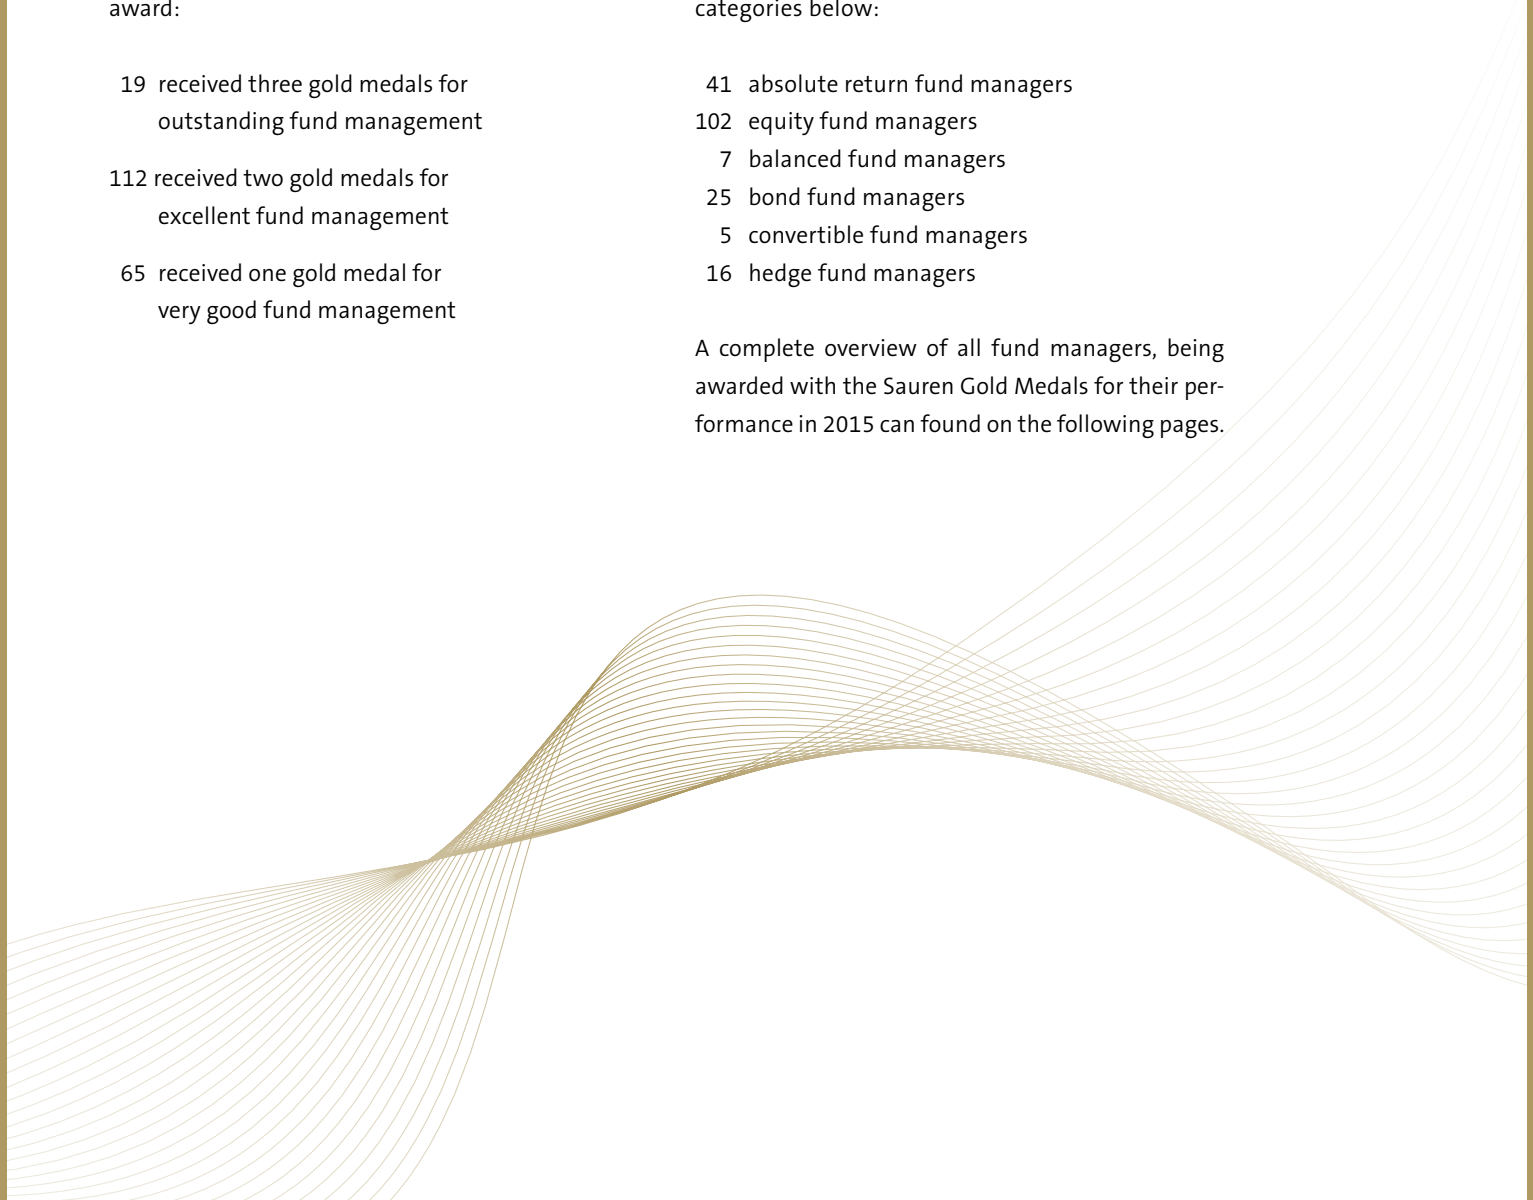 award:
19 received three gold medals for
outstanding fund management
112 received two gold medals for
excellent fund management
65 received one gold medal for
very good fund management
categories below:
41 absolute return fund managers
102 equity fund managers
7 balanced fund managers
25 bond fund managers
5 convertible fund managers
16 hedge fund managers
A complete overview of all fund managers, being
awarded with the Sauren Gold Medals for their per-
formance in 2015 can found on the following pages.